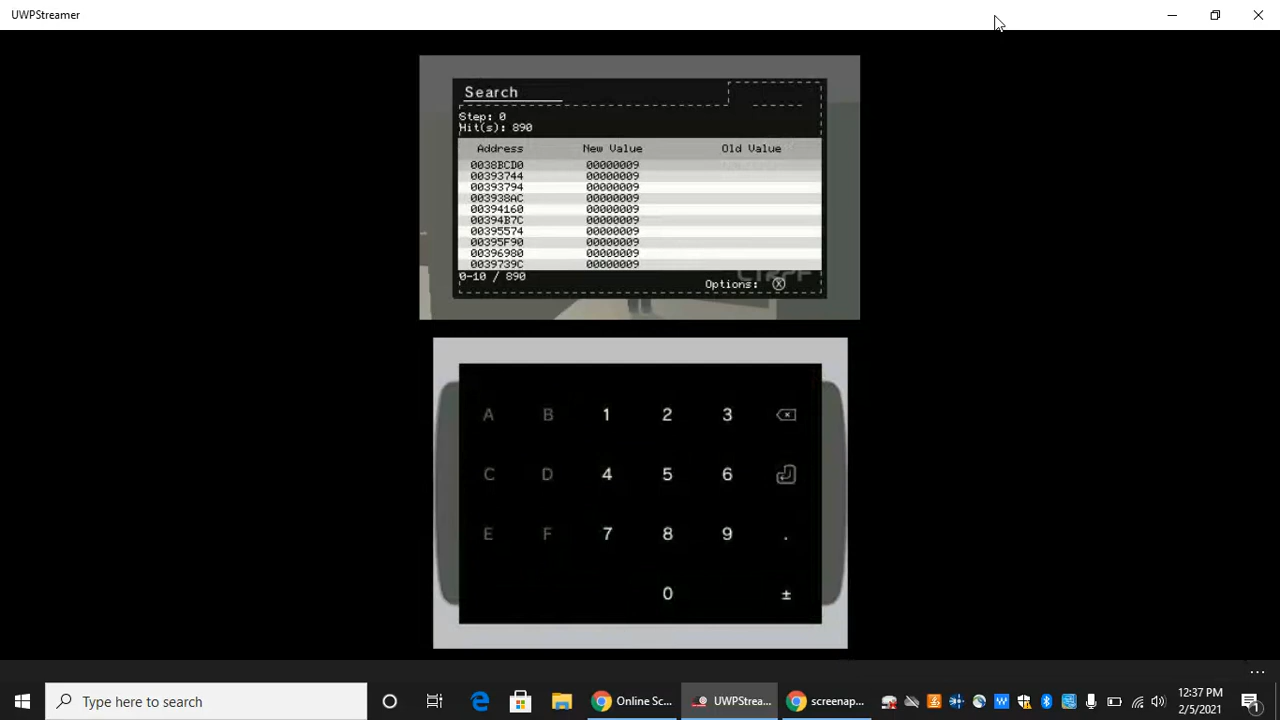 UWPStreamer
Search
Step: 0
Hit(s): 890
Address New Value Old Value
0038BCD0 00000009
00393744 00000009
00393794 00000009
003938AC 00000009
00394160 00000009
00394B7C 00000009
00395574 00000009
00395F90 00000009
00396980 00000009
0039739C 00000009
0-10 / 890
CTRPF
Options: X
A B 1 2 3
C D 4 5 6
E F 7 8 9 .
0 ±
...
Type here to search
Online Sc...
UWPStrea...
screenap...
12:37 PM
2/5/2021
1